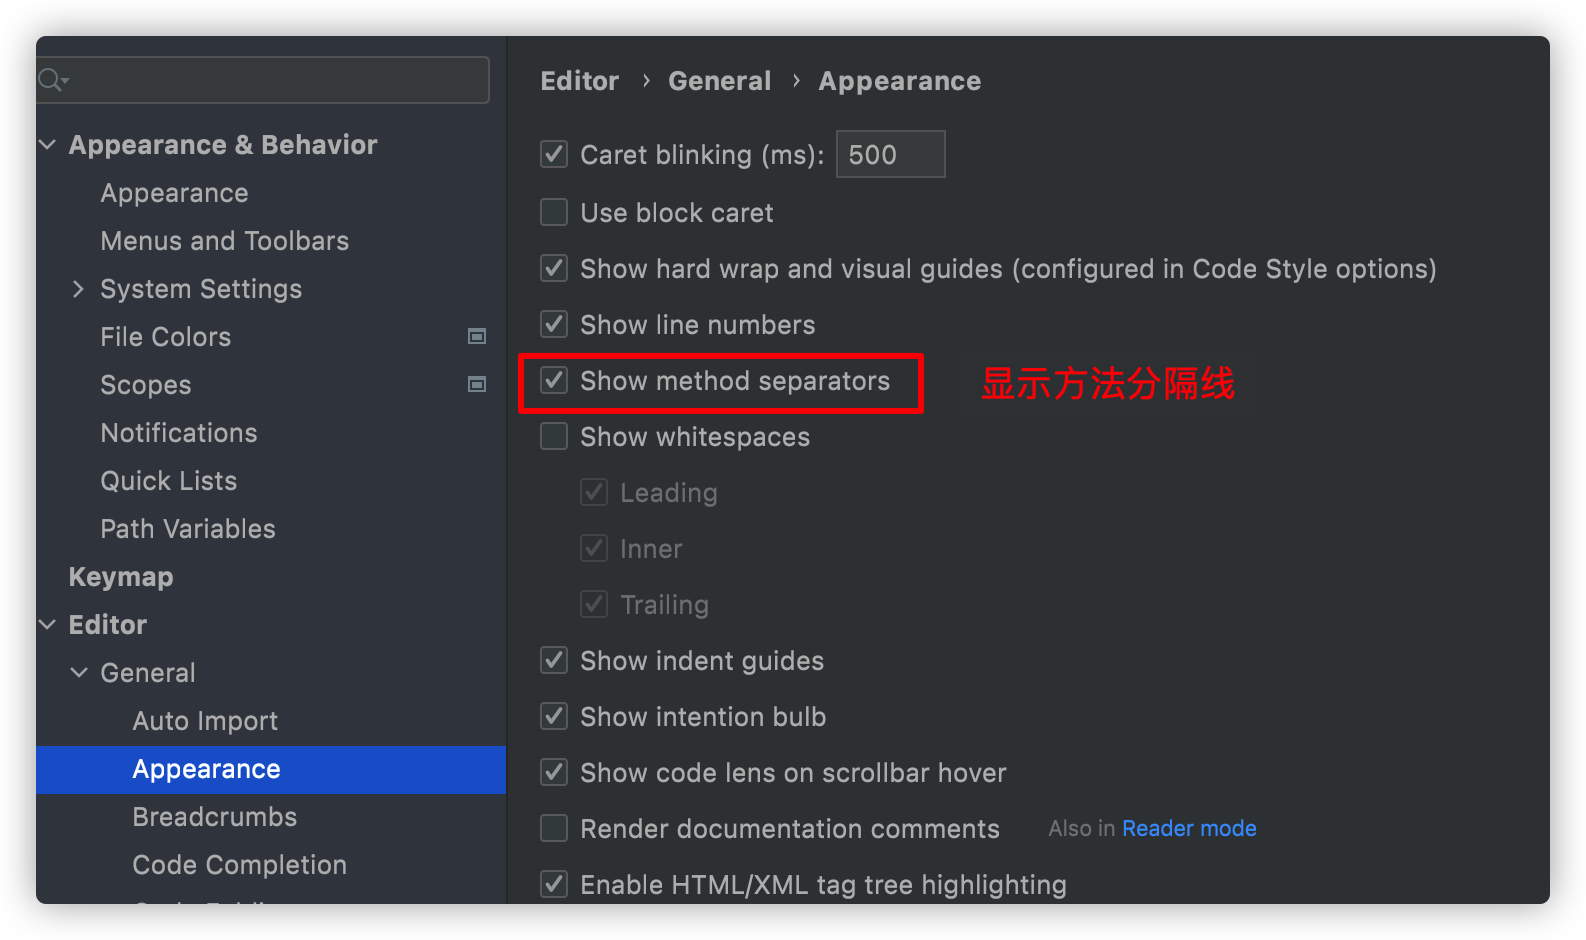 Appearance & Behavior
Appearance
Menus and Toolbars
System Settings
File Colors
Scopes
Notifications
Quick Lists
Path Variables
Keymap
Editor
General
Auto Import
Appearance
Breadcrumbs
Code Completion
Editor › General › Appearance
Caret blinking (ms): 500
Use block caret
Show hard wrap and visual guides (configured in Code Style options)
Show line numbers
Show method separators 显示方法分隔线
Show whitespaces
Leading
Inner
Trailing
Show indent guides
Show intention bulb
Show code lens on scrollbar hover
Render documentation comments Also in Reader mode
Enable HTML/XML tag tree highlighting